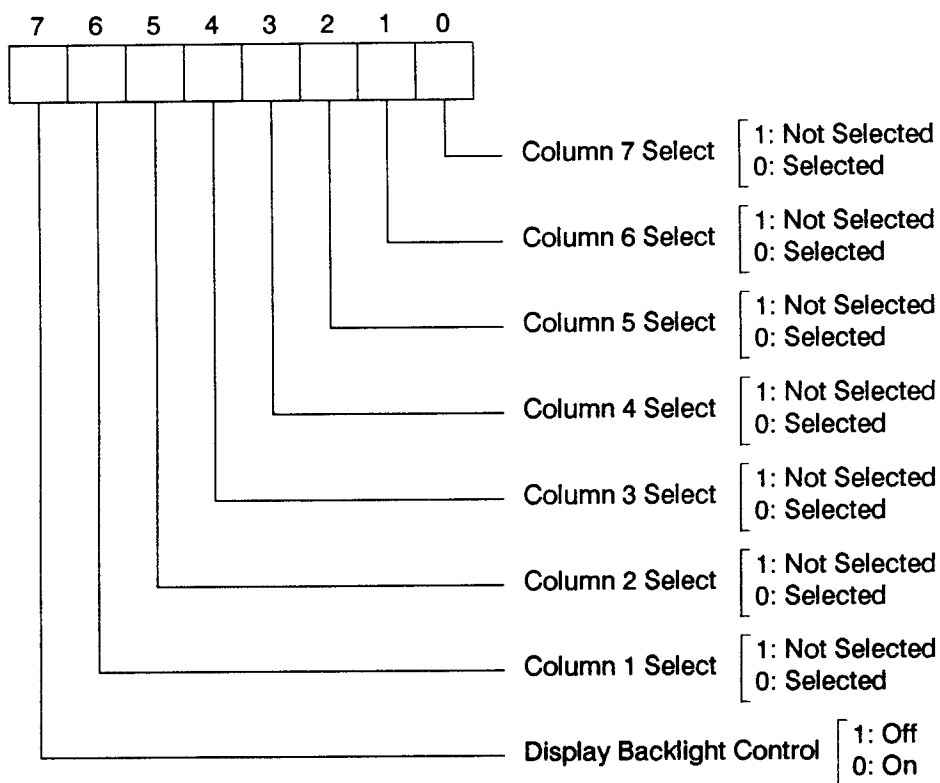 7 6 5 4 3 2 1 0
Column 7 Select 1: Not Selected
0: Selected
Column 6 Select 1: Not Selected
0: Selected
Column 5 Select 1: Not Selected
0: Selected
Column 4 Select 1: Not Selected
0: Selected
Column 3 Select 1: Not Selected
0: Selected
Column 2 Select 1: Not Selected
0: Selected
Column 1 Select 1: Not Selected
0: Selected
Display Backlight Control 1: Off
0: On